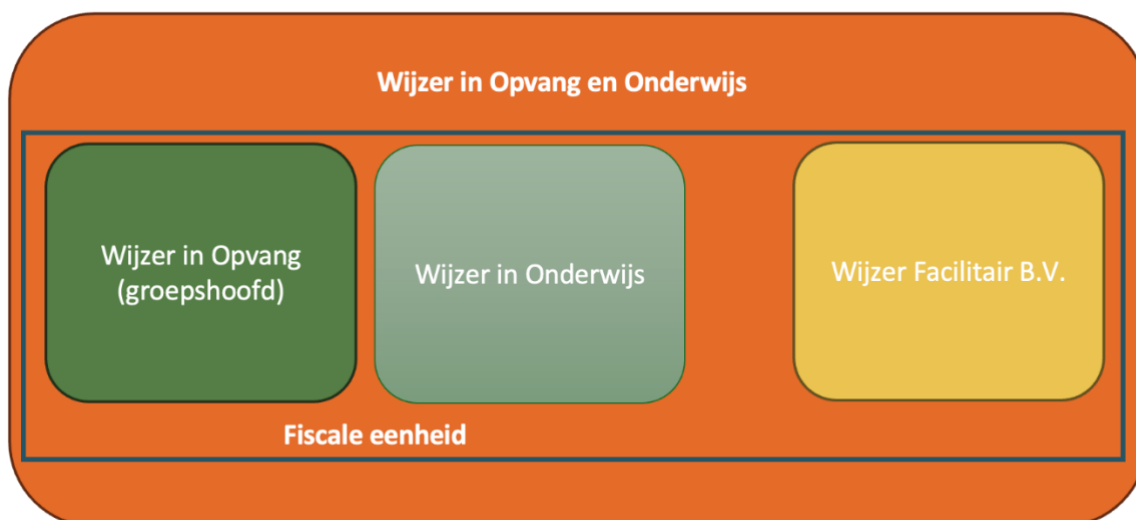 Wijzer in Opvang en Onderwijs
Wijzer in Opvang
(groepshoofd)
Wijzer in Onderwijs
Wijzer Facilitair B.V.
Fiscale eenheid